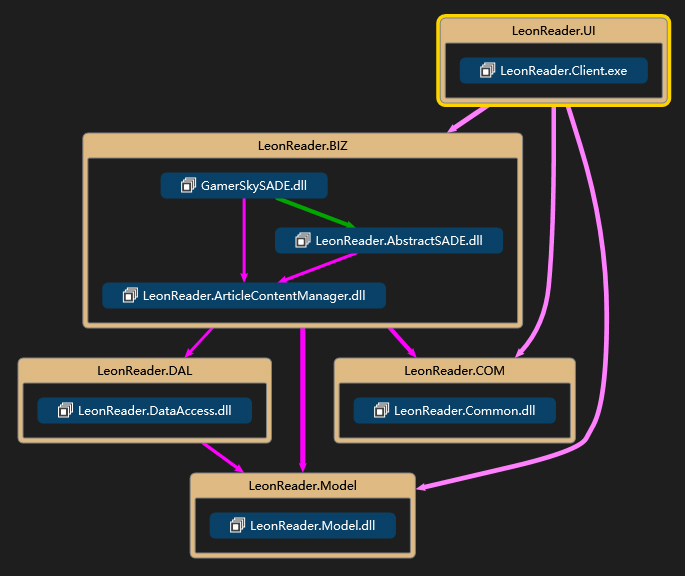 LeonReader.UI
LeonReader.Client.exe
LeonReader.BIZ
GamerSkySADE.dll
LeonReader.AbstractSADE.dll
LeonReader.ArticleContentManager.dll
LeonReader.DAL
LeonReader.COM
LeonReader.DataAccess.dll
LeonReader.Common.dll
LeonReader.Model
LeonReader.Model.dll